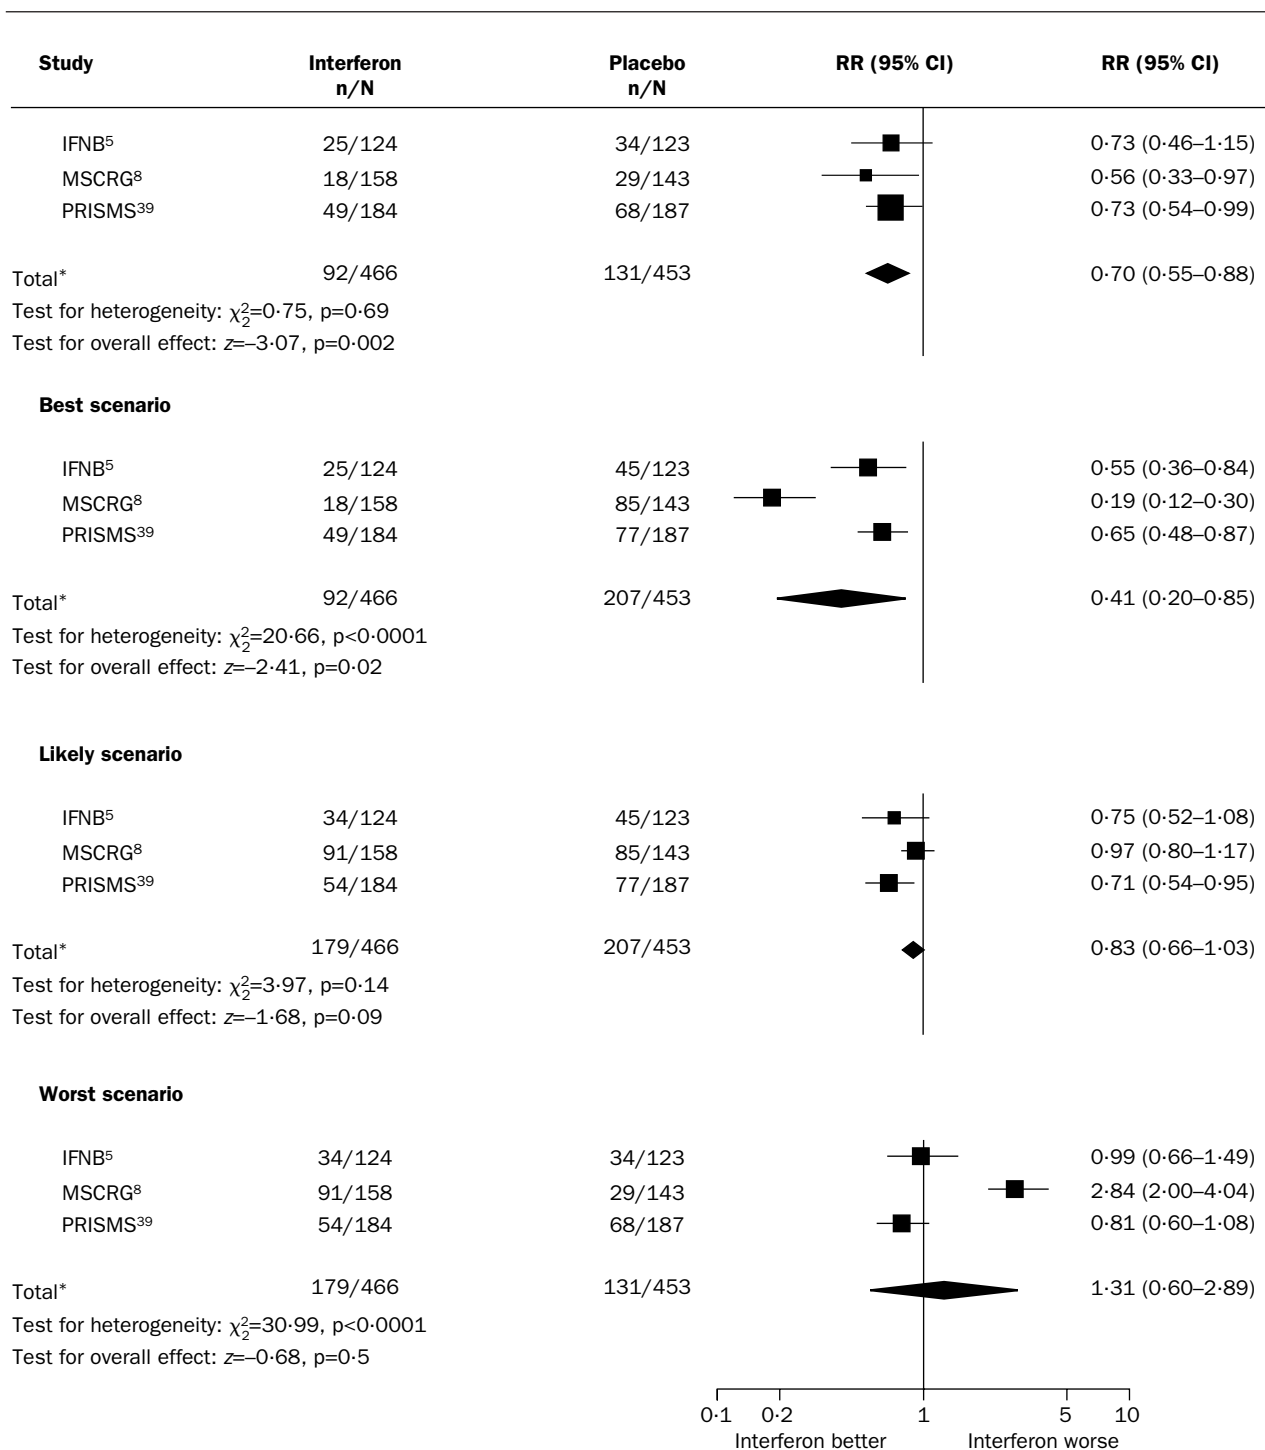 Study Interferon Placebo RR (95% CI) RR (95% CI)
n/N n/N
IFNB5 25/124 34/123 0·73 (0·46–1·15)
MSCRG8 18/158 29/143 0·56 (0·33–0·97)
PRISMS39 49/184 68/187 0·73 (0·54–0·99)
Total* 92/466 131/453 0·70 (0·55–0·88)
Test for heterogeneity: χ²₂=0·75, p=0·69
Test for overall effect: z=–3·07, p=0·002
Best scenario
IFNB5 25/124 45/123 0·55 (0·36–0·84)
MSCRG8 18/158 85/143 0·19 (0·12–0·30)
PRISMS39 49/184 77/187 0·65 (0·48–0·87)
Total* 92/466 207/453 0·41 (0·20–0·85)
Test for heterogeneity: χ²₂=20·66, p<0·0001
Test for overall effect: z=–2·41, p=0·02
Likely scenario
IFNB5 34/124 45/123 0·75 (0·52–1·08)
MSCRG8 91/158 85/143 0·97 (0·80–1·17)
PRISMS39 54/184 77/187 0·71 (0·54–0·95)
Total* 179/466 207/453 0·83 (0·66–1·03)
Test for heterogeneity: χ²₂=3·97, p=0·14
Test for overall effect: z=–1·68, p=0·09
Worst scenario
IFNB5 34/124 34/123 0·99 (0·66–1·49)
MSCRG8 91/158 29/143 2·84 (2·00–4·04)
PRISMS39 54/184 68/187 0·81 (0·60–1·08)
Total* 179/466 131/453 1·31 (0·60–2·89)
Test for heterogeneity: χ²₂=30·99, p<0·0001
Test for overall effect: z=–0·68, p=0·5
0·1 0·2 1 5 10
Interferon better Interferon worse